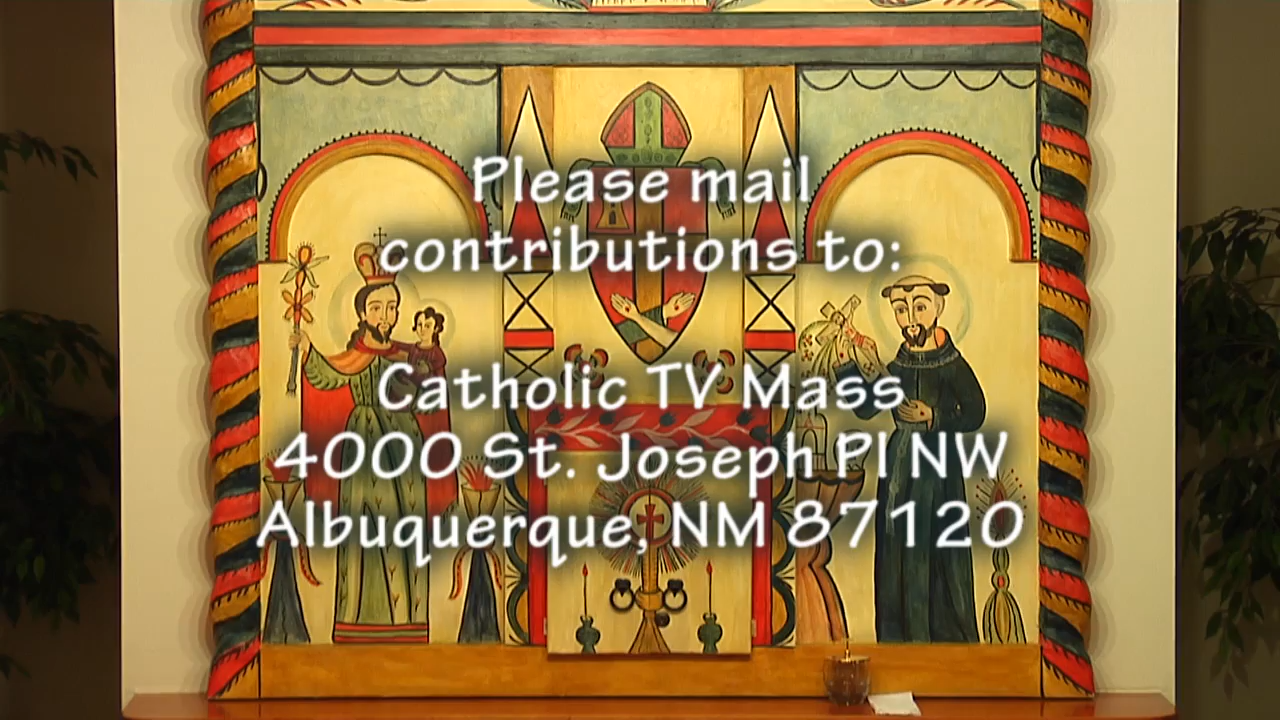 Please mail
contributions to:
Catholic TV Mass
4000 St. Joseph Pl NW
Albuquerque, NM 87120